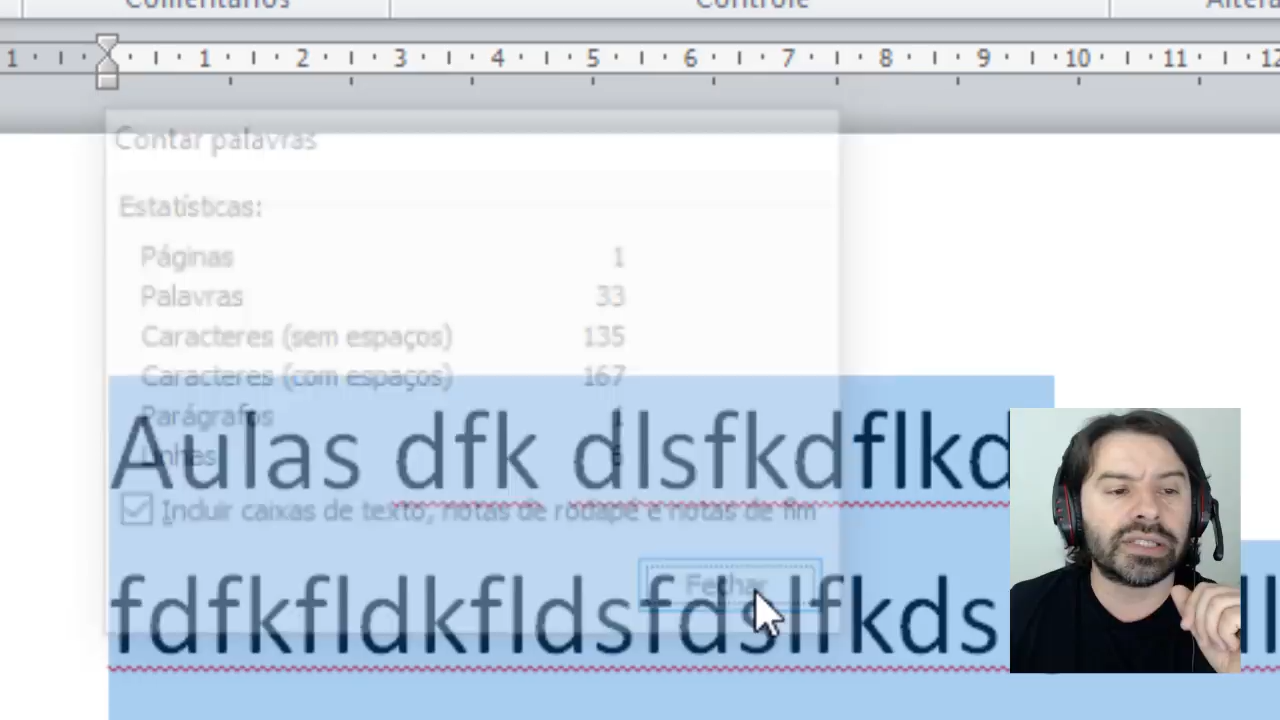 Comentários Controle
1 1 2 3 4 5 6 7 8 9 10 11 12
Contar palavras
Estatísticas:
Páginas 1
Palavras 33
Caracteres (sem espaços) 135
Caracteres (com espaços) 167
Parágrafos
Linhas
Aulas dfk dlsfkdflkd
Incluir caixas de texto, notas de rodapé e notas de fim
Fechar
fdfkfldkfldsfdslfkds